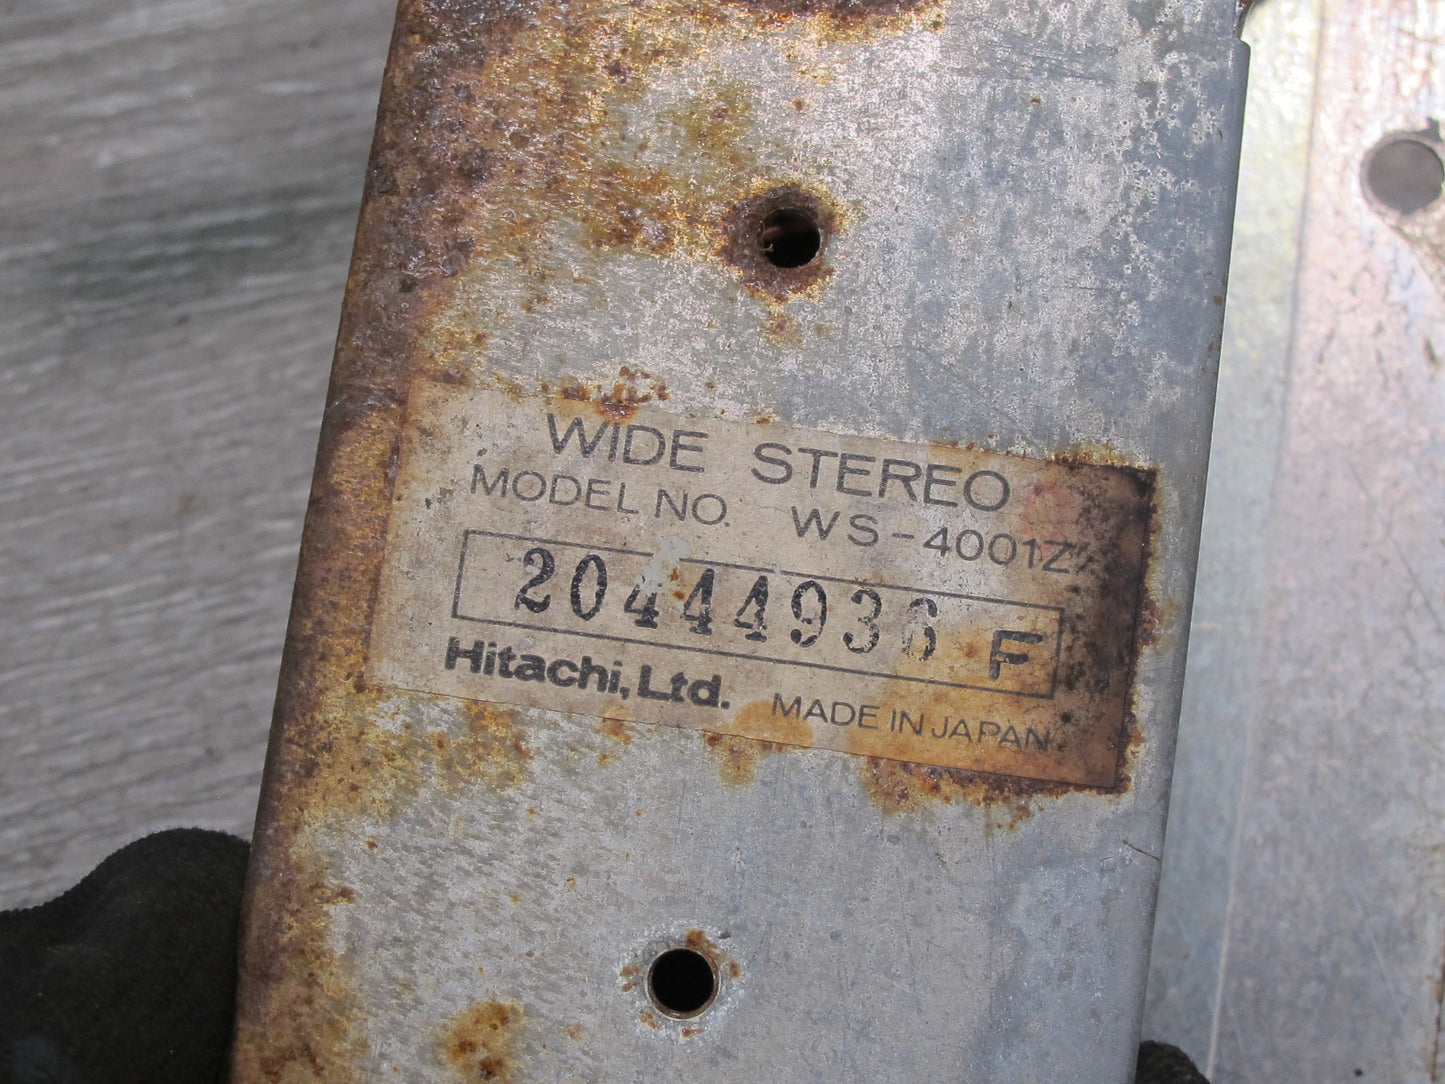 WIDE STEREO
MODEL NO. WS-4001Z
20444936 F
Hitachi, Ltd. MADE IN JAPAN